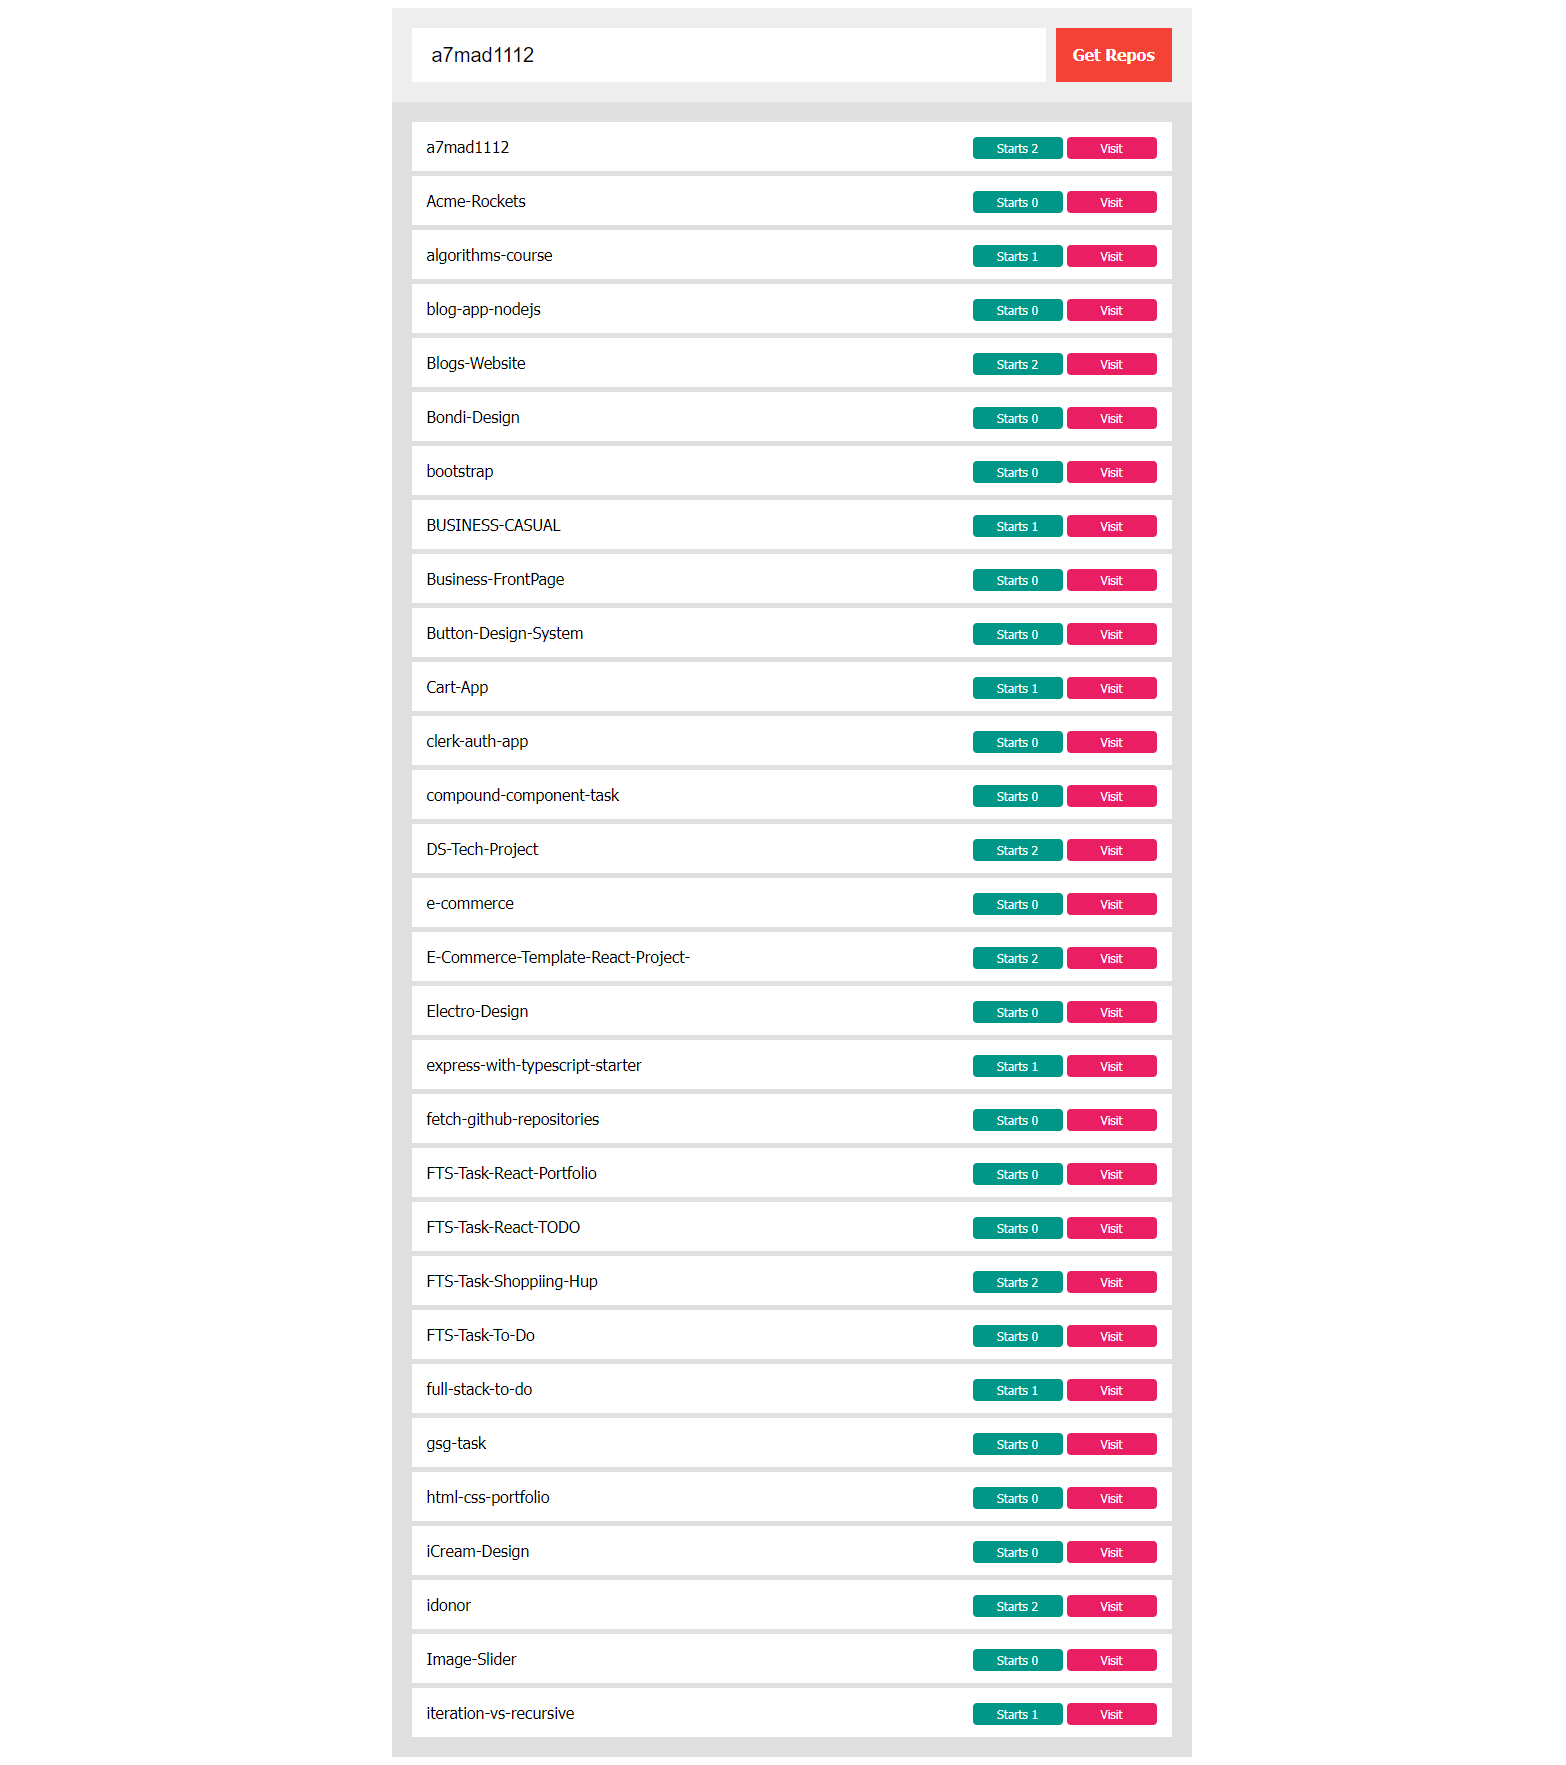 a7mad1112 Get Repos
a7mad1112 Starts 2 Visit
Acme-Rockets Starts 0 Visit
algorithms-course Starts 1 Visit
blog-app-nodejs Starts 0 Visit
Blogs-Website Starts 2 Visit
Bondi-Design Starts 0 Visit
bootstrap Starts 0 Visit
BUSINESS-CASUAL Starts 1 Visit
Business-FrontPage Starts 0 Visit
Button-Design-System Starts 0 Visit
Cart-App Starts 1 Visit
clerk-auth-app Starts 0 Visit
compound-component-task Starts 0 Visit
DS-Tech-Project Starts 2 Visit
e-commerce Starts 0 Visit
E-Commerce-Template-React-Project- Starts 2 Visit
Electro-Design Starts 0 Visit
express-with-typescript-starter Starts 1 Visit
fetch-github-repositories Starts 0 Visit
FTS-Task-React-Portfolio Starts 0 Visit
FTS-Task-React-TODO Starts 0 Visit
FTS-Task-Shoppiing-Hup Starts 2 Visit
FTS-Task-To-Do Starts 0 Visit
full-stack-to-do Starts 1 Visit
gsg-task Starts 0 Visit
html-css-portfolio Starts 0 Visit
iCream-Design Starts 0 Visit
idonor Starts 2 Visit
Image-Slider Starts 0 Visit
iteration-vs-recursive Starts 1 Visit